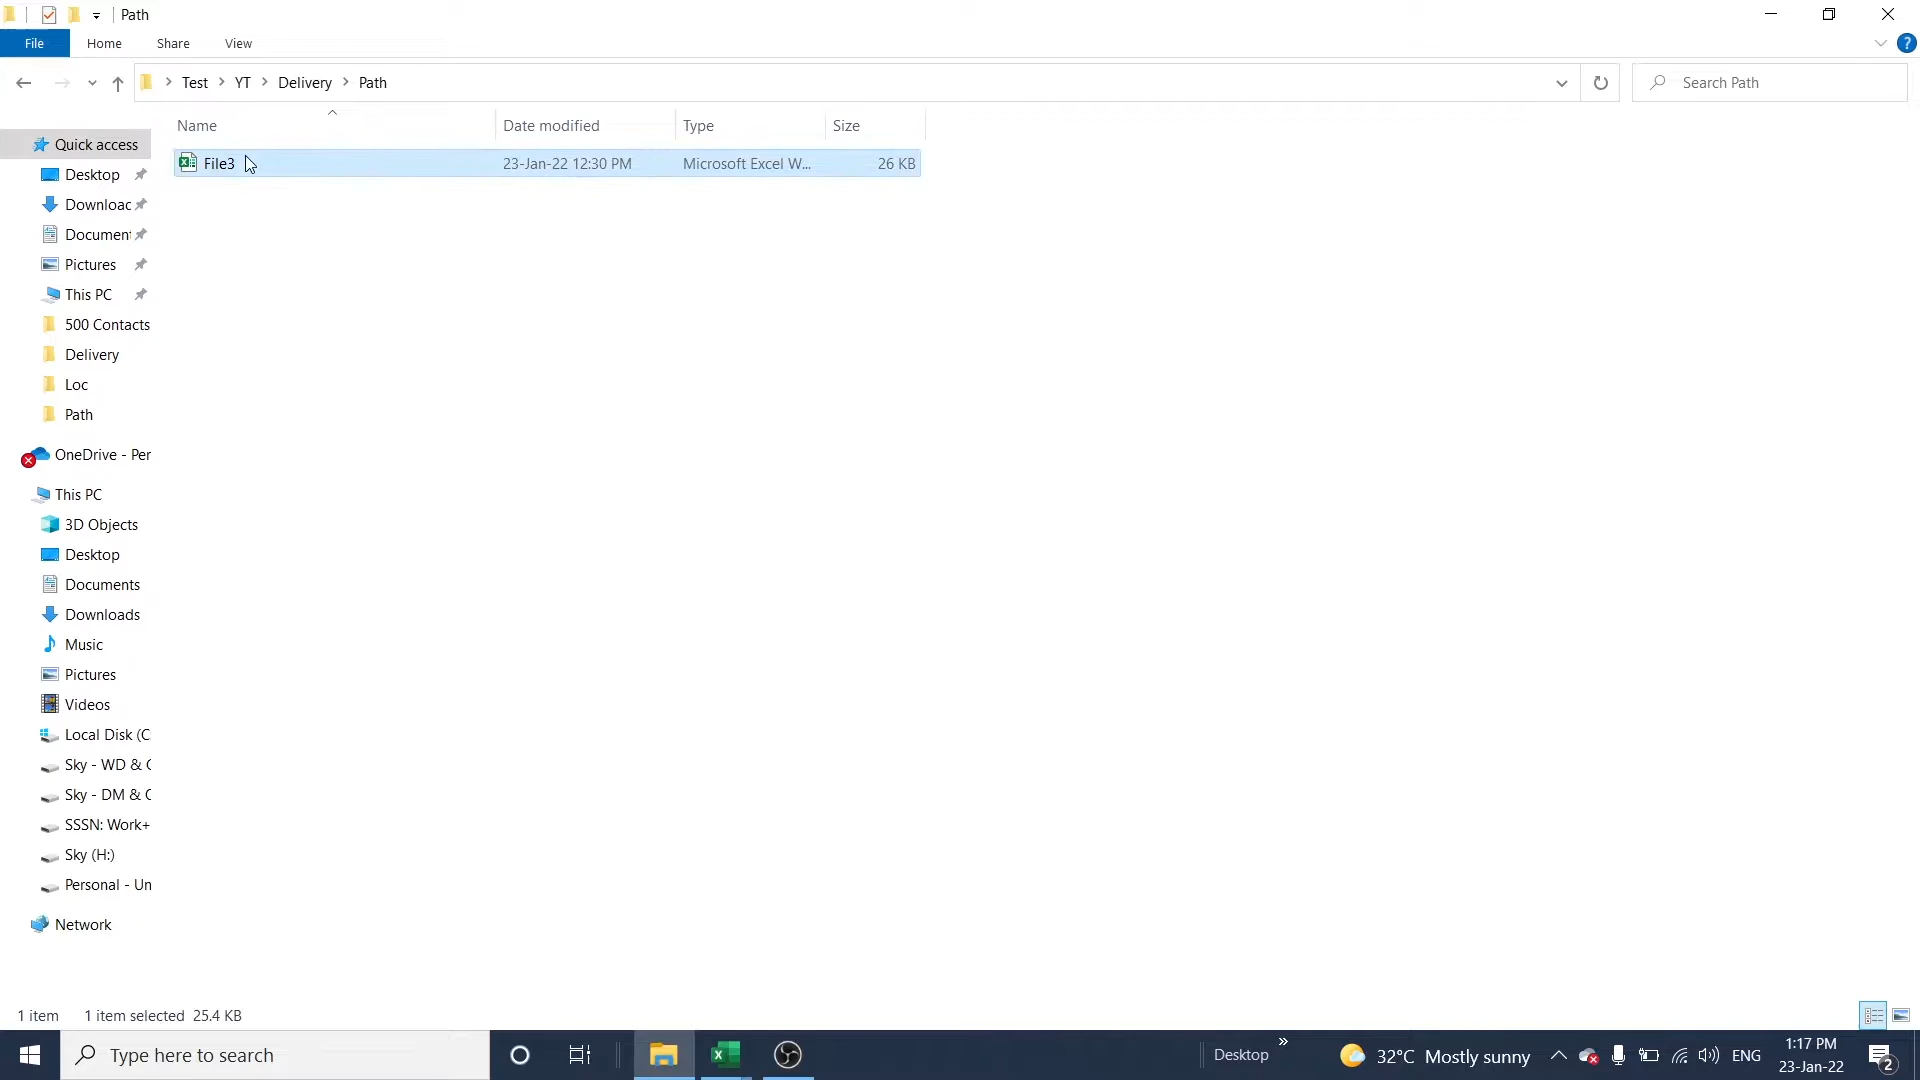 Path
File
Home
Share
View
?
Test
YT
Delivery
Path
Search Path
Name
Date modified
Type
Size
File3
23-Jan-22 12:30 PM
Microsoft Excel W...
26 KB
Quick access
Desktop
Downloac
Document
Pictures
This PC
500 Contacts
Delivery
Loc
Path
OneDrive - Per
This PC
3D Objects
Desktop
Documents
Downloads
Music
Pictures
Videos
Local Disk (C
Sky - WD & 
Sky - DM & 
SSSN: Work+
Sky (H:)
Personal - Un
Network
1 item
1 item selected 25.4 KB
Type here to search
Desktop
»
32°C Mostly sunny
ENG
1:17 PM
23-Jan-22
2